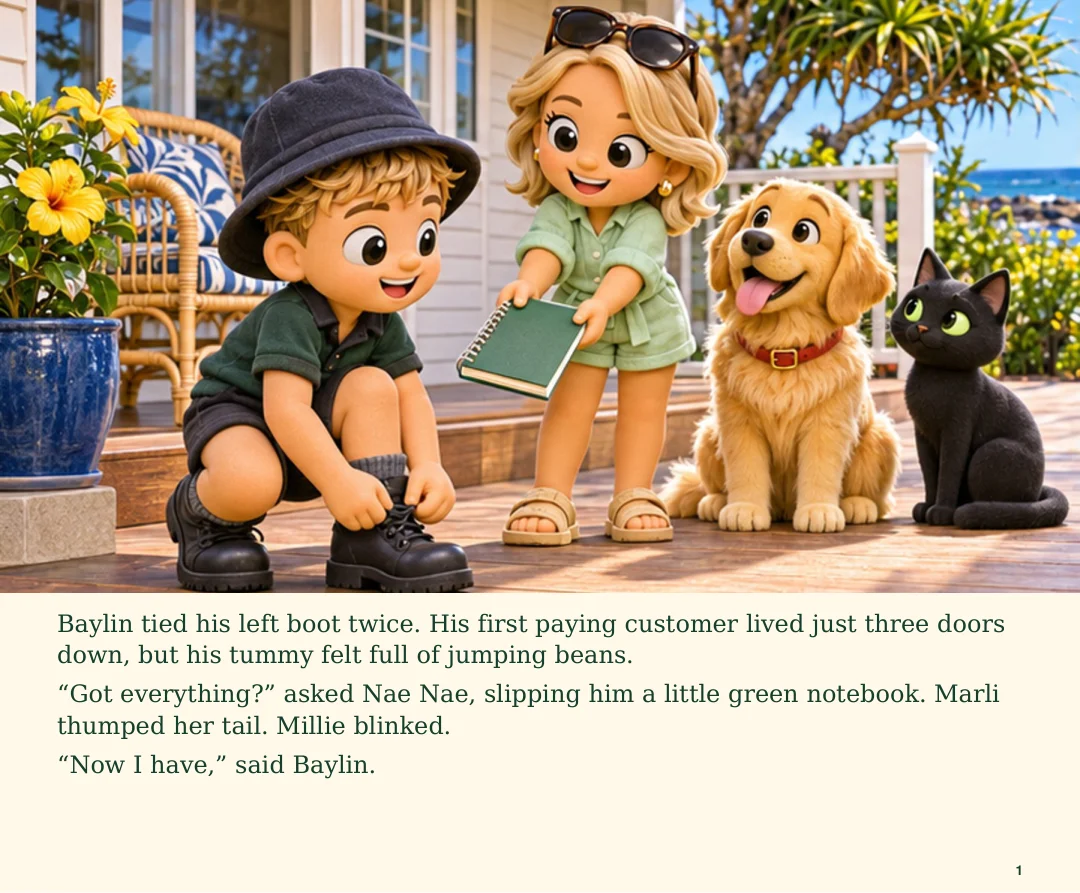 Baylin tied his left boot twice. His first paying customer lived just three doors
down, but his tummy felt full of jumping beans.
“Got everything?” asked Nae Nae, slipping him a little green notebook. Marli
thumped her tail. Millie blinked.
“Now I have,” said Baylin.
1